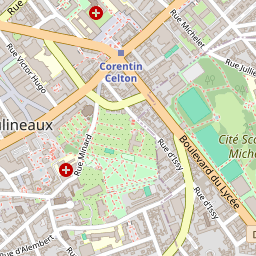 Rue
Rue Michelet
Corentin
Celton
Rue Victor Hugo
Rue Jullie
ulineaux
Rue Minard
Rue d'Issy
Boulevard du Lycée
Cité Sco
Miche
Rue d'Issy
Rue d'Alembert
D